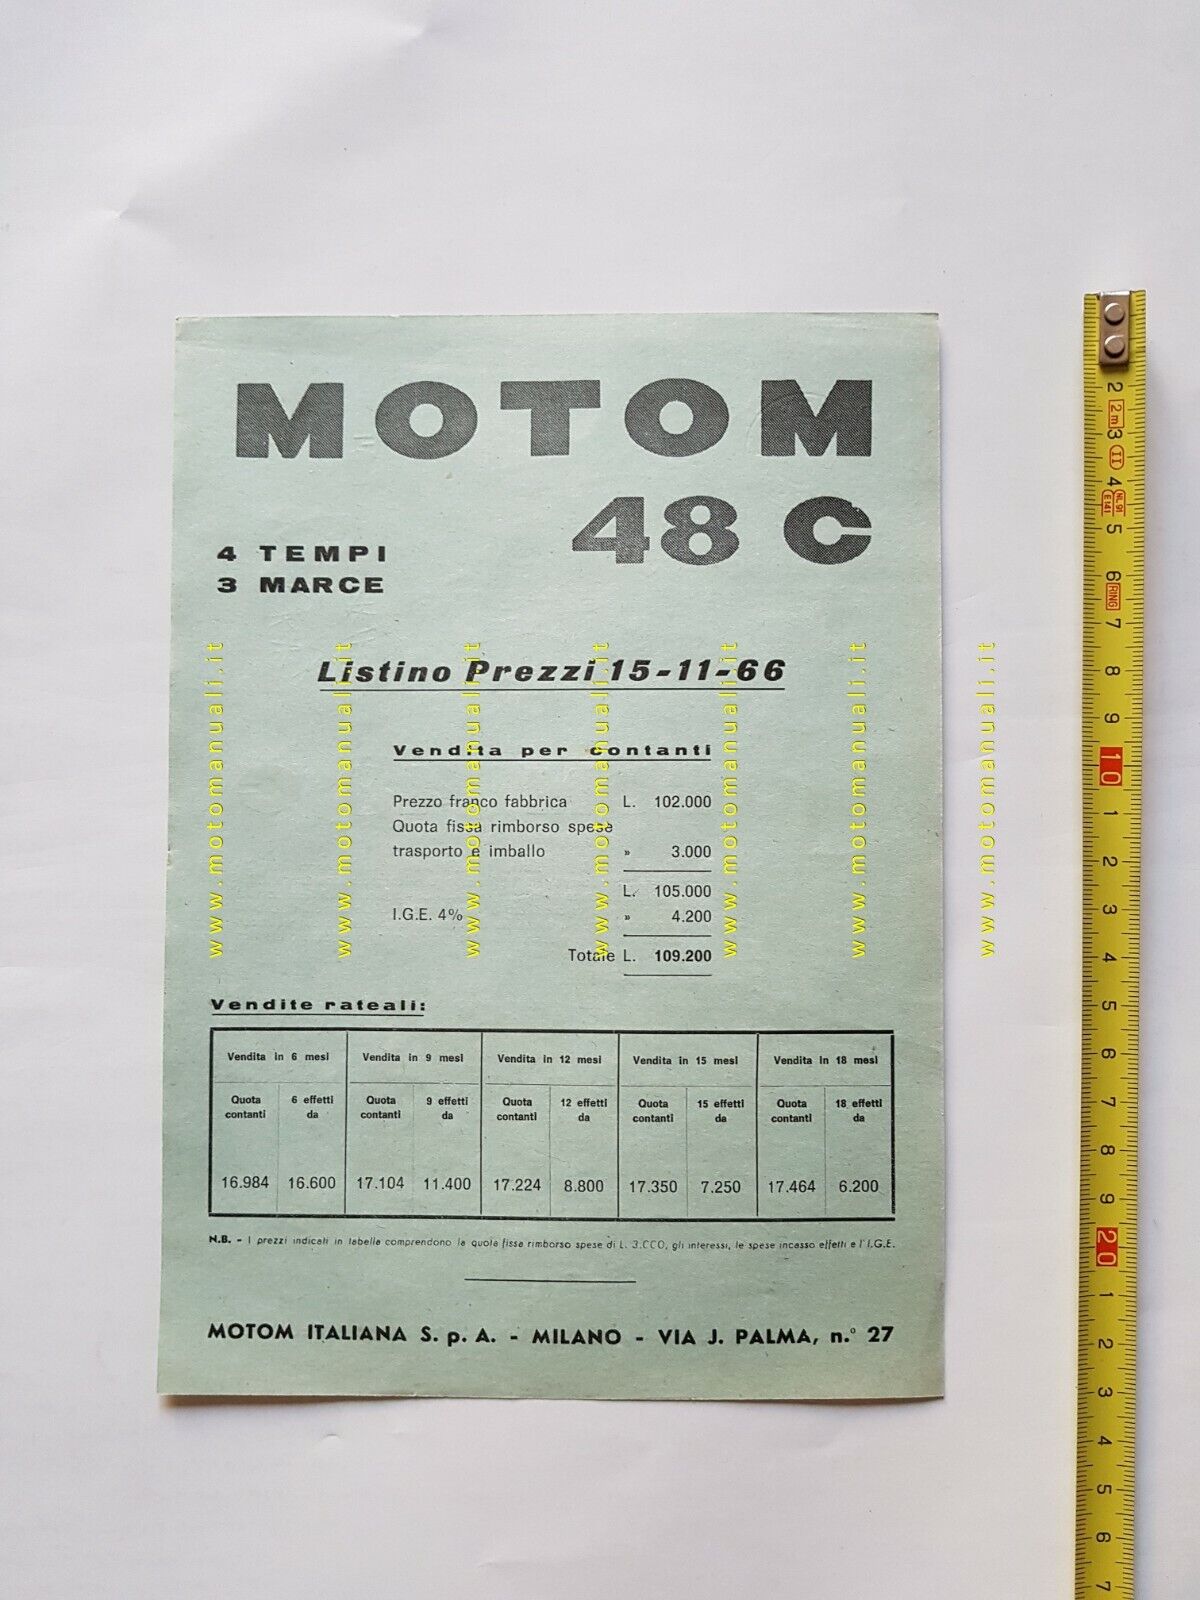 MOTOM
48 C
4 TEMPI
3 MARCE
Listino Prezzi 15-11-66
Vendita per contanti
Prezzo franco fabbrica L. 102.000
Quota fissa rimborso spese
trasporto e imballo » 3.000
L. 105.000
I.G.E. 4% » 4.200
Totale L. 109.200
Vendite rateali:
Vendita in 6 mesi Vendita in 9 mesi Vendita in 12 mesi Vendita in 15 mesi Vendita in 18 mesi
Quota contanti 6 effetti da Quota contanti 9 effetti da Quota contanti 12 effetti da Quota contanti 15 effetti da Quota contanti 18 effetti da
16.984 16.600 17.104 11.400 17.224 8.800 17.350 7.250 17.464 6.200
N.B. - I prezzi indicati in tabella comprendono la quota fissa rimborso spese di L. 3.CCO, gli interessi, le spese incasso effetti e l'I.G.E.
MOTOM ITALIANA S. p. A. - MILANO - VIA J. PALMA, n.° 27
www.motomanuali.it
www.motomanuali.it
www.motomanuali.it
www.motomanuali.it
www.motomanuali.it
www.motomanuali.it
www.motomanuali.it
2 3 4 5 6 7 8 9 10 1 2 3 4 5 6 7 8 9 20 1 2 3 4 5 6 7
2m
II
RING